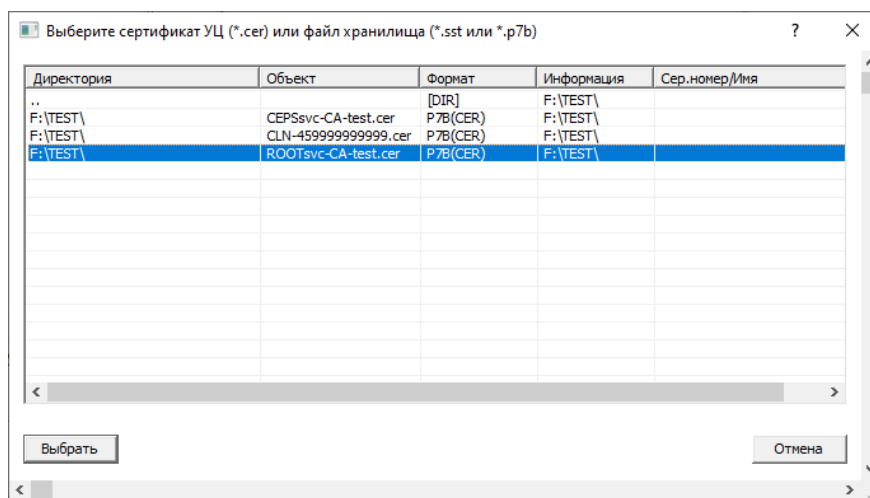 Выберите сертификат УЦ (*.cer) или файл хранилища (*.sst или *.p7b) ?
Директория Объект Формат Информация Сер.номер/Имя
.. [DIR] F:\TEST\
F:\TEST\ CEPSsvc-CA-test.cer P7B(CER) F:\TEST\
F:\TEST\ CLN-459999999999.cer P7B(CER) F:\TEST\
F:\TEST\ ROOTsvc-CA-test.cer P7B(CER) F:\TEST\
Выбрать Отмена